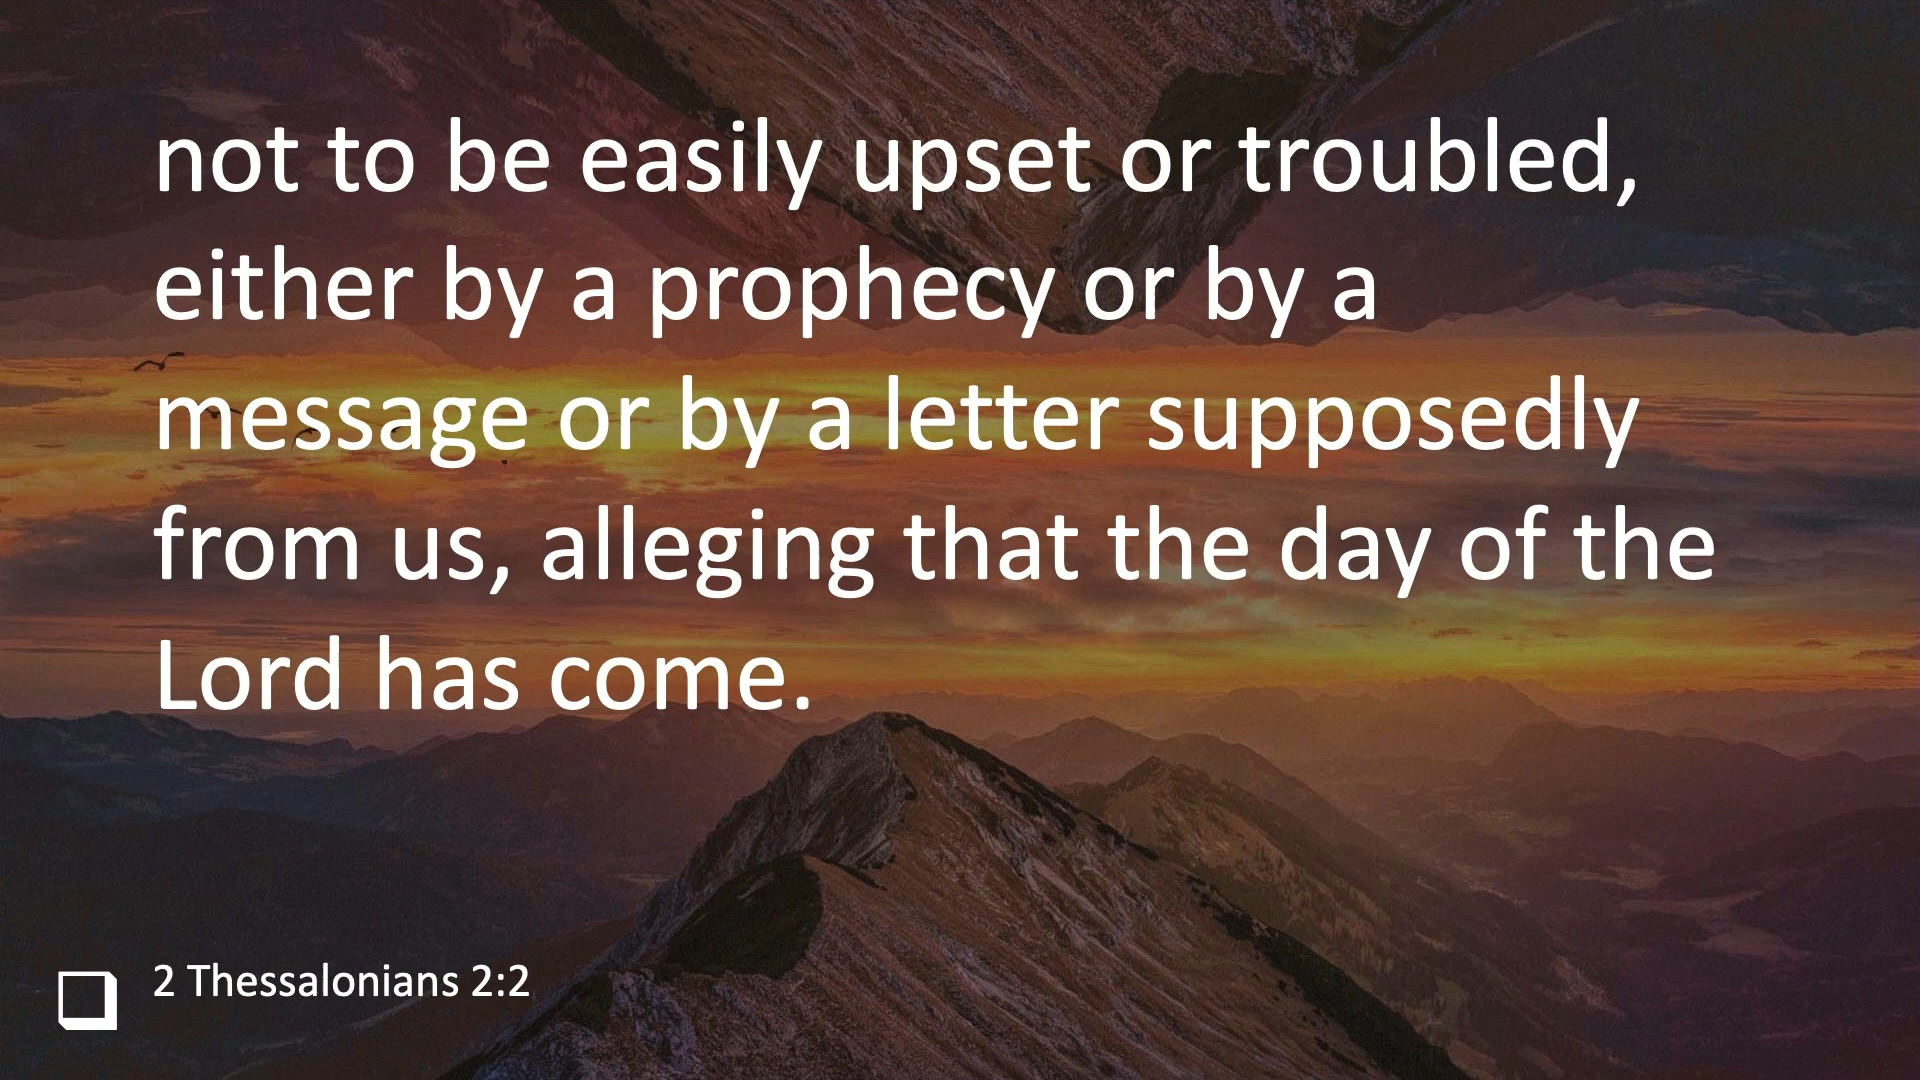 not to be easily upset or troubled,
either by a prophecy or by a
message or by a letter supposedly
from us, alleging that the day of the
Lord has come.
2 Thessalonians 2:2